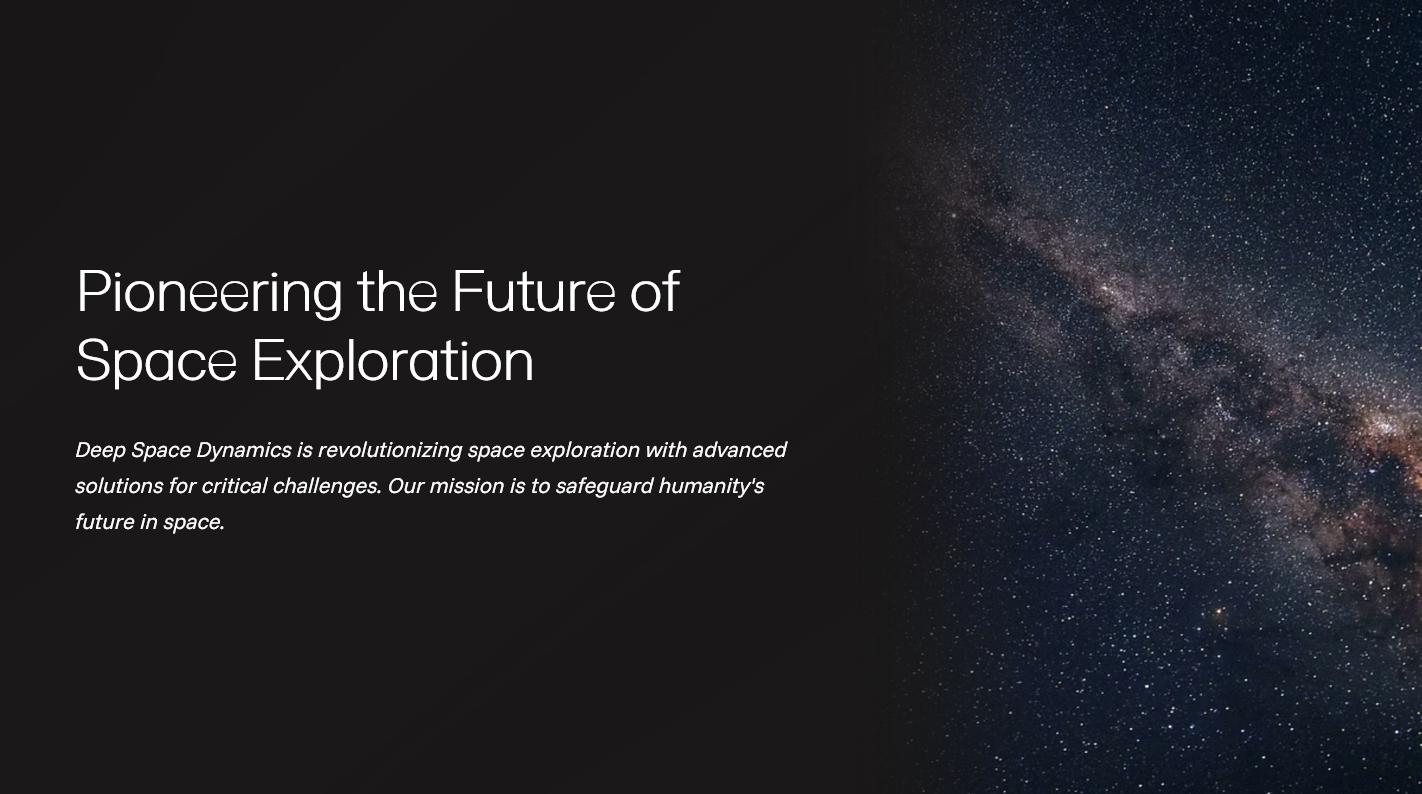 Pioneering the Future of
Space Exploration
Deep Space Dynamics is revolutionizing space exploration with advanced
solutions for critical challenges. Our mission is to safeguard humanity's
future in space.